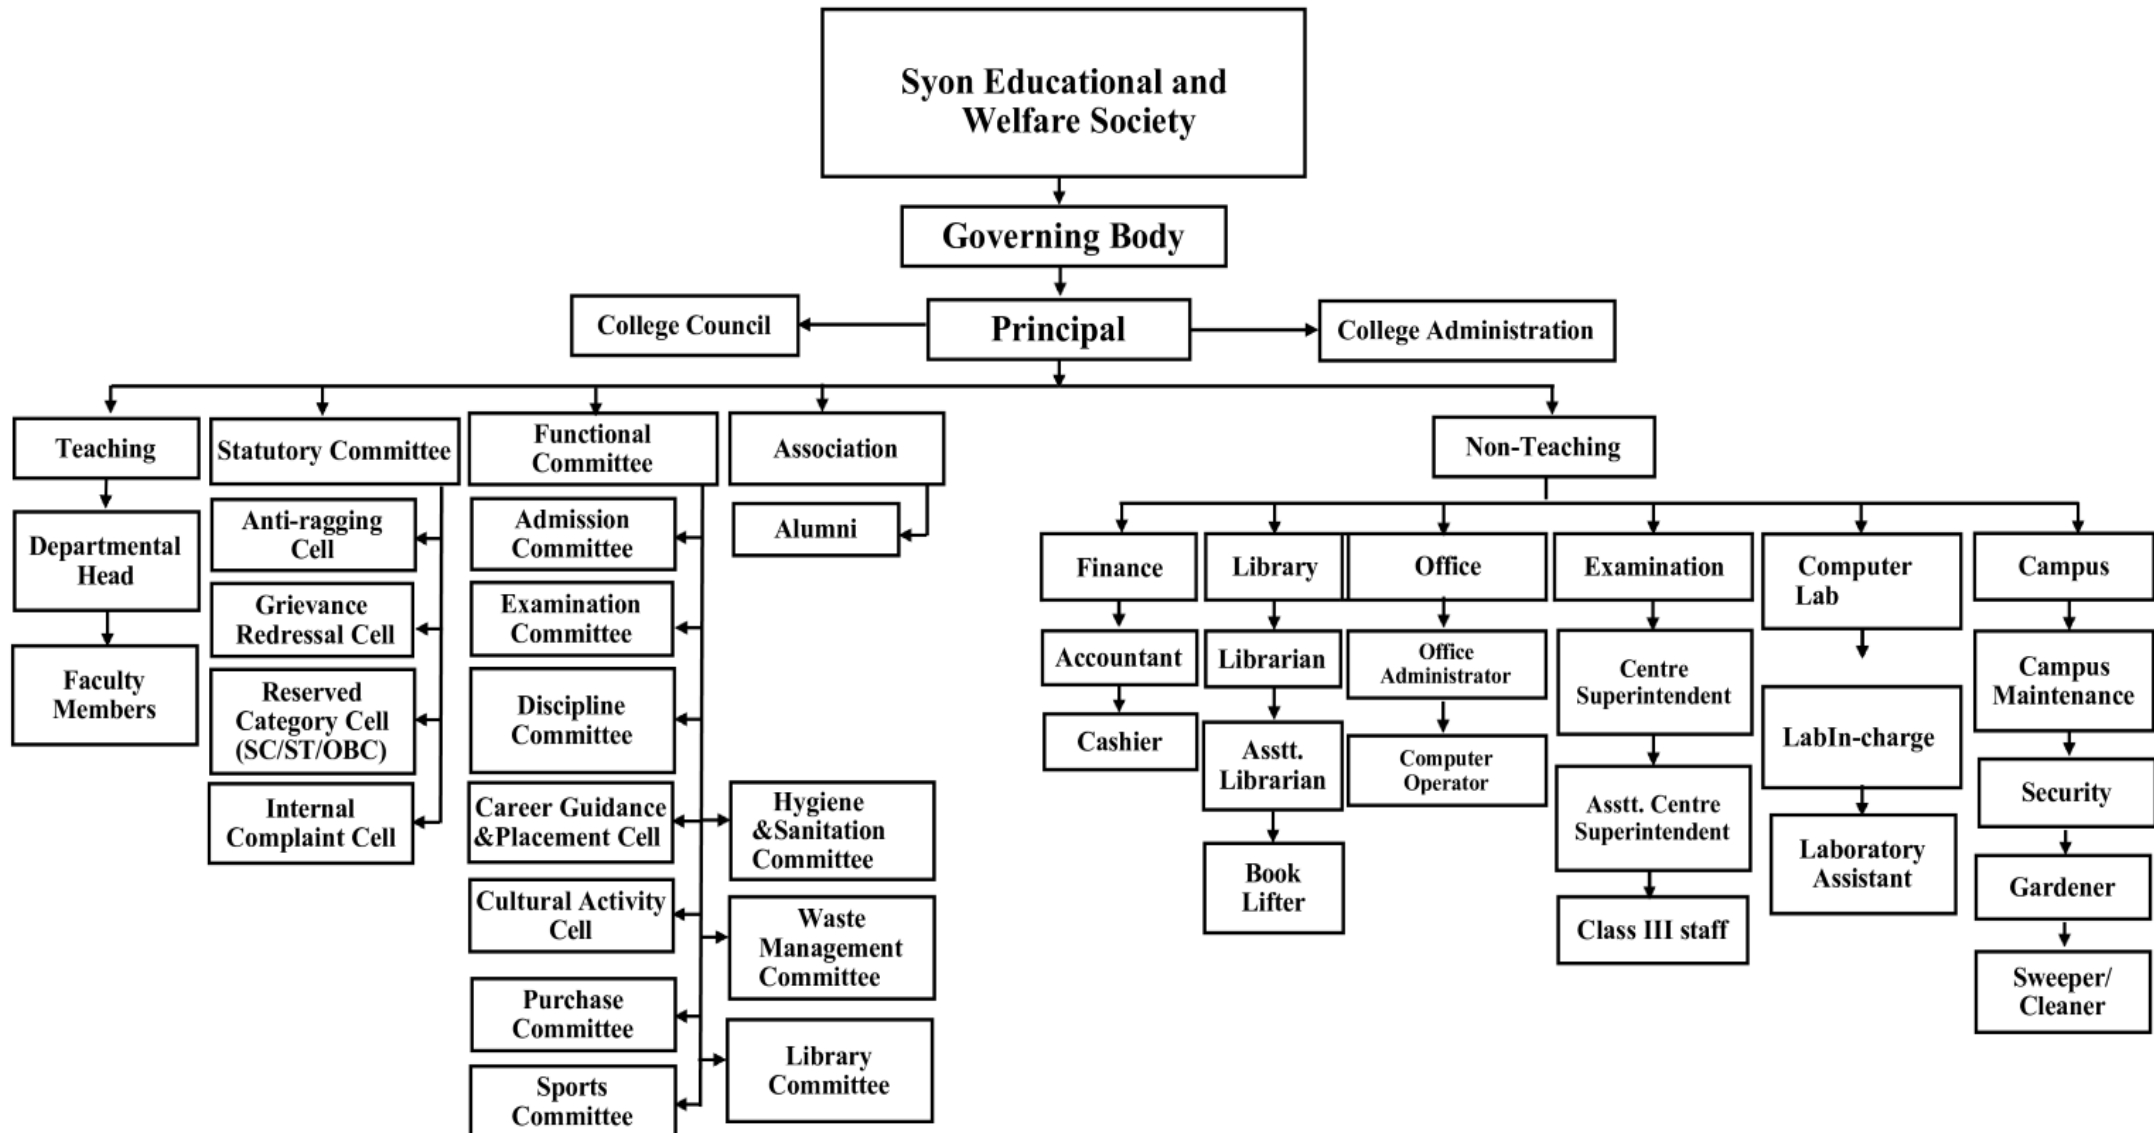 Syon Educational and
Welfare Society
Governing Body
College Council
Principal
College Administration
Teaching
Statutory Committee
Functional
Committee
Association
Non-Teaching
Departmental
Head
Faculty
Members
Anti-ragging
Cell
Grievance
Redressal Cell
Reserved
Category Cell
(SC/ST/OBC)
Internal
Complaint Cell
Admission
Committee
Examination
Committee
Discipline
Committee
Career Guidance
&Placement Cell
Cultural Activity
Cell
Purchase
Committee
Sports
Committee
Hygiene
&Sanitation
Committee
Waste
Management
Committee
Library
Committee
Alumni
Finance
Accountant
Cashier
Library
Librarian
Asstt.
Librarian
Book
Lifter
Office
Office
Administrator
Computer
Operator
Examination
Centre
Superintendent
Asstt. Centre
Superintendent
Class III staff
Computer
Lab
LabIn-charge
Laboratory
Assistant
Campus
Campus
Maintenance
Security
Gardener
Sweeper/
Cleaner